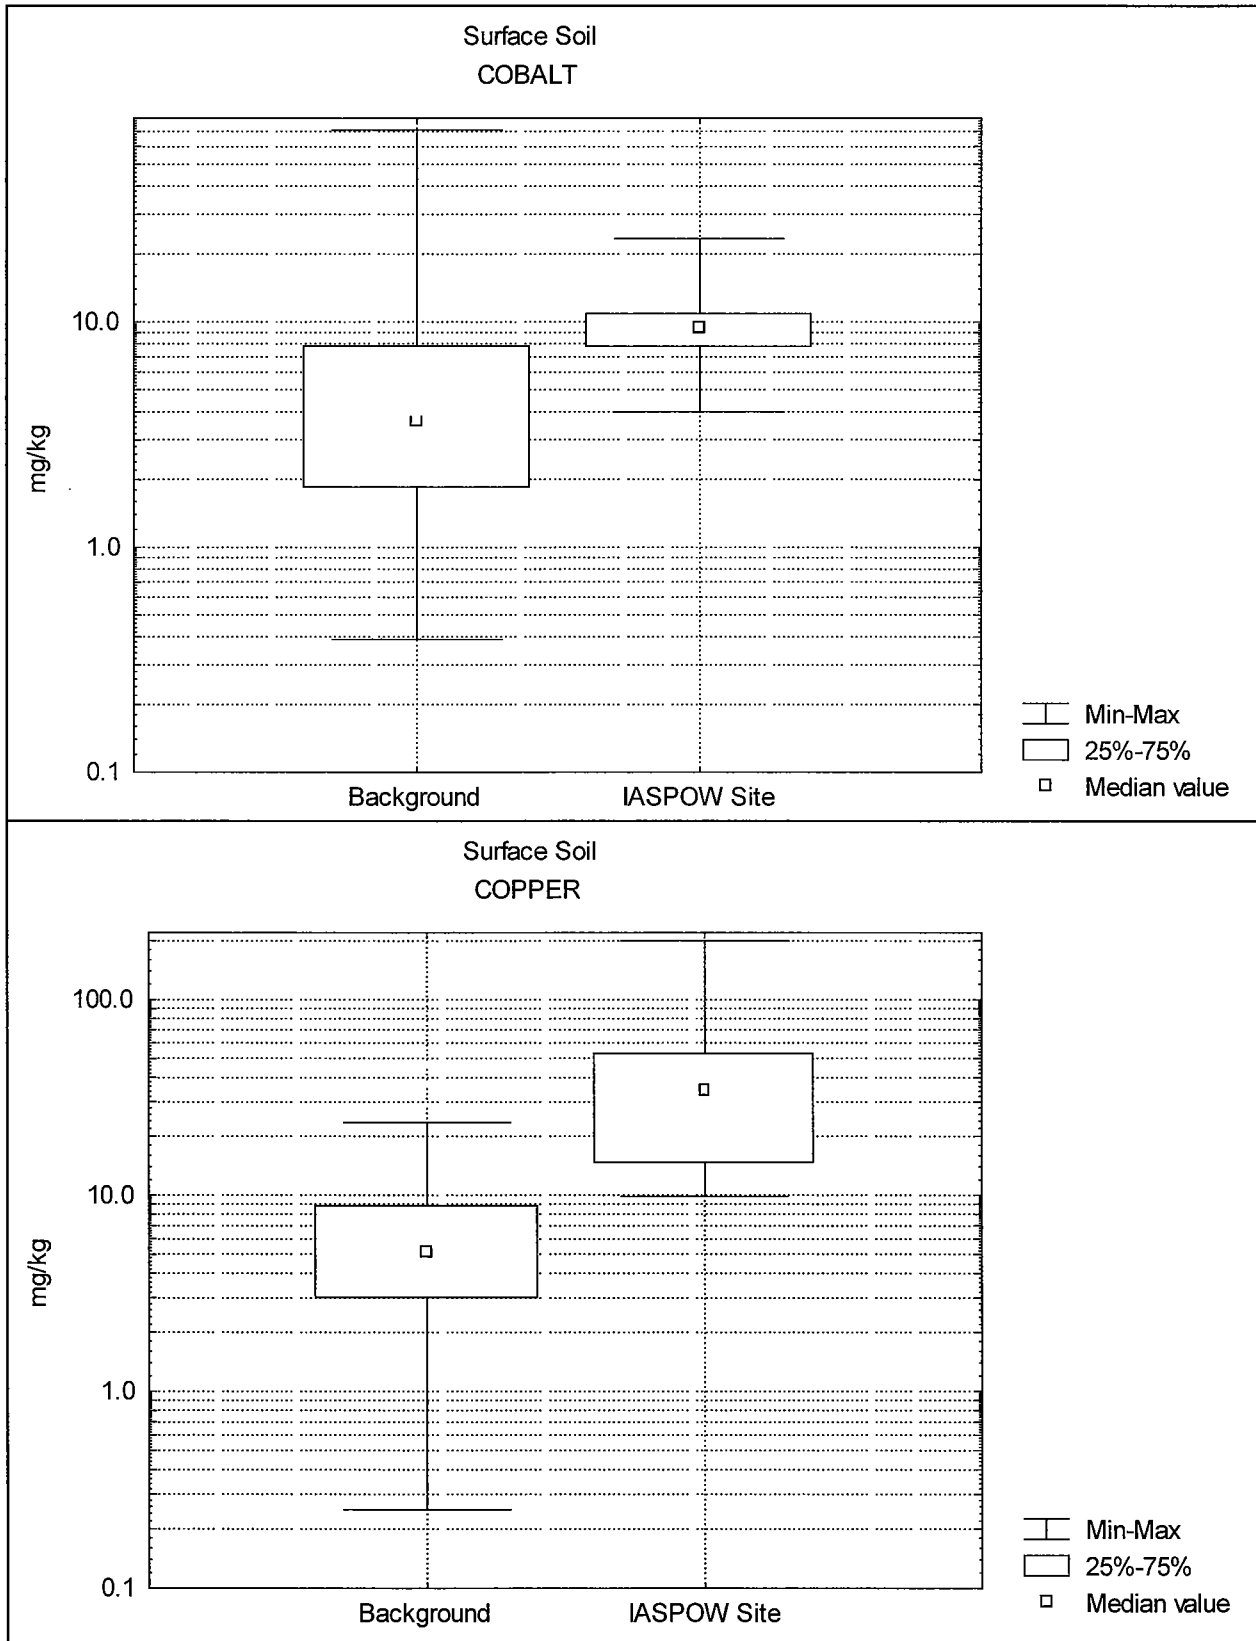 Surface Soil
COBALT
mg/kg
10.0
1.0
0.1
Background
IASPOW Site
Min-Max
25%-75%
Median value
Surface Soil
COPPER
mg/kg
100.0
10.0
1.0
0.1
Background
IASPOW Site
Min-Max
25%-75%
Median value